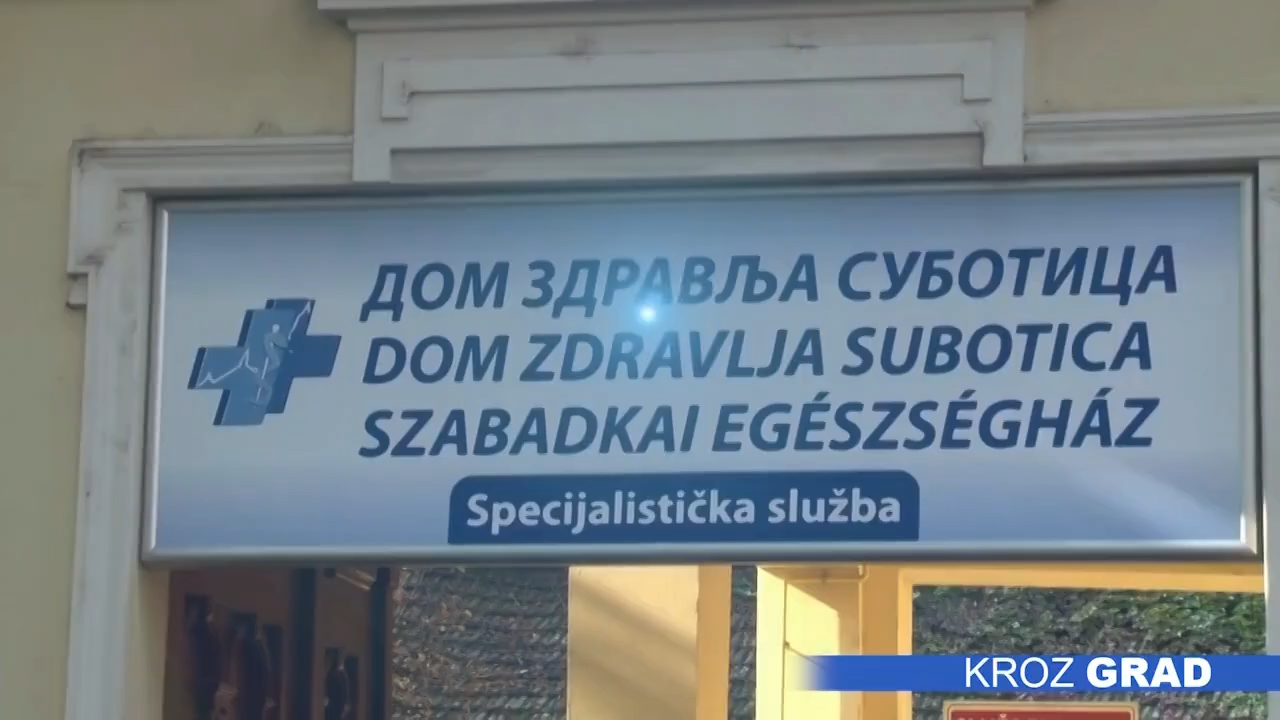 ДОМ ЗДРАВЉА СУБОТИЦА
DOM ZDRAVLJA SUBOTICA
SZABADKAI EGÉSZSÉGHÁZ
Specijalistička služba
KROZ GRAD